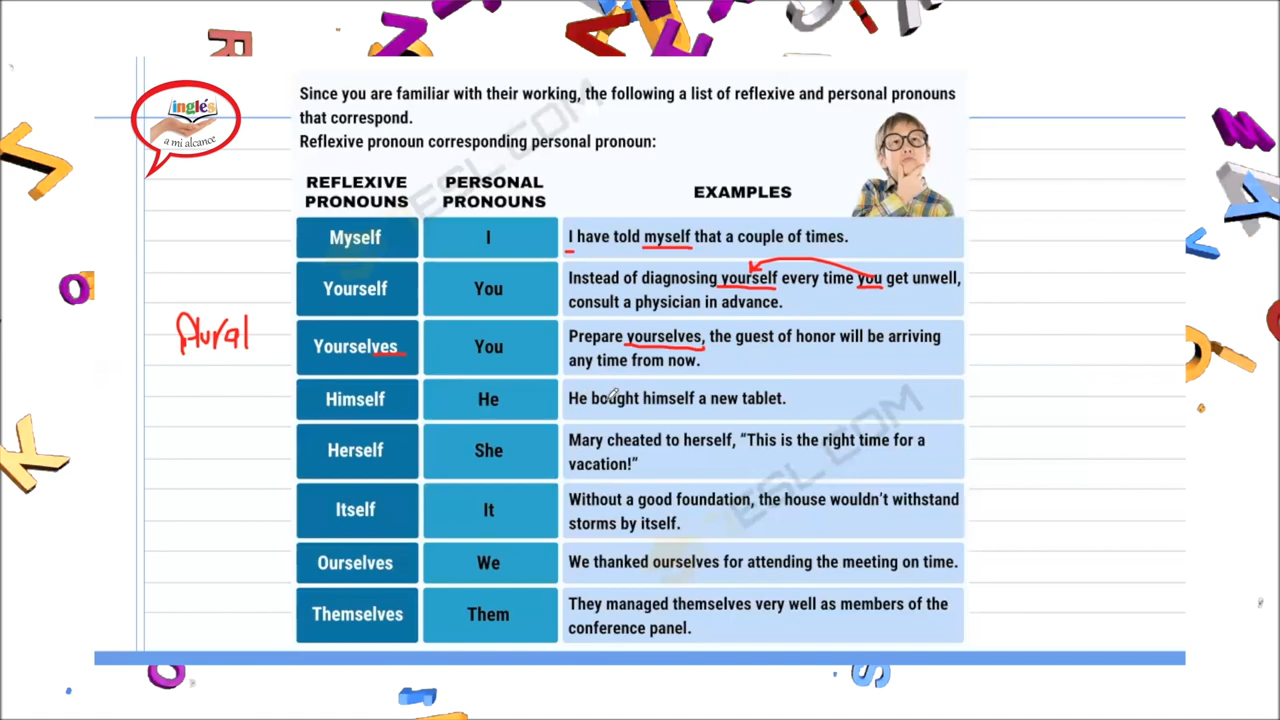 inglés
a mi alcance
Since you are familiar with their working, the following a list of reflexive and personal pronouns
that correspond.
Reflexive pronoun corresponding personal pronoun:
REFLEXIVE
PRONOUNS
PERSONAL
PRONOUNS
EXAMPLES
Myself
I
I have told myself that a couple of times.
Yourself
You
Instead of diagnosing yourself every time you get unwell,
consult a physician in advance.
Plural
Yourselves
You
Prepare yourselves, the guest of honor will be arriving
any time from now.
Himself
He
He bought himself a new tablet.
Herself
She
Mary cheated to herself, “This is the right time for a
vacation!”
Itself
It
Without a good foundation, the house wouldn’t withstand
storms by itself.
Ourselves
We
We thanked ourselves for attending the meeting on time.
Themselves
Them
They managed themselves very well as members of the
conference panel.